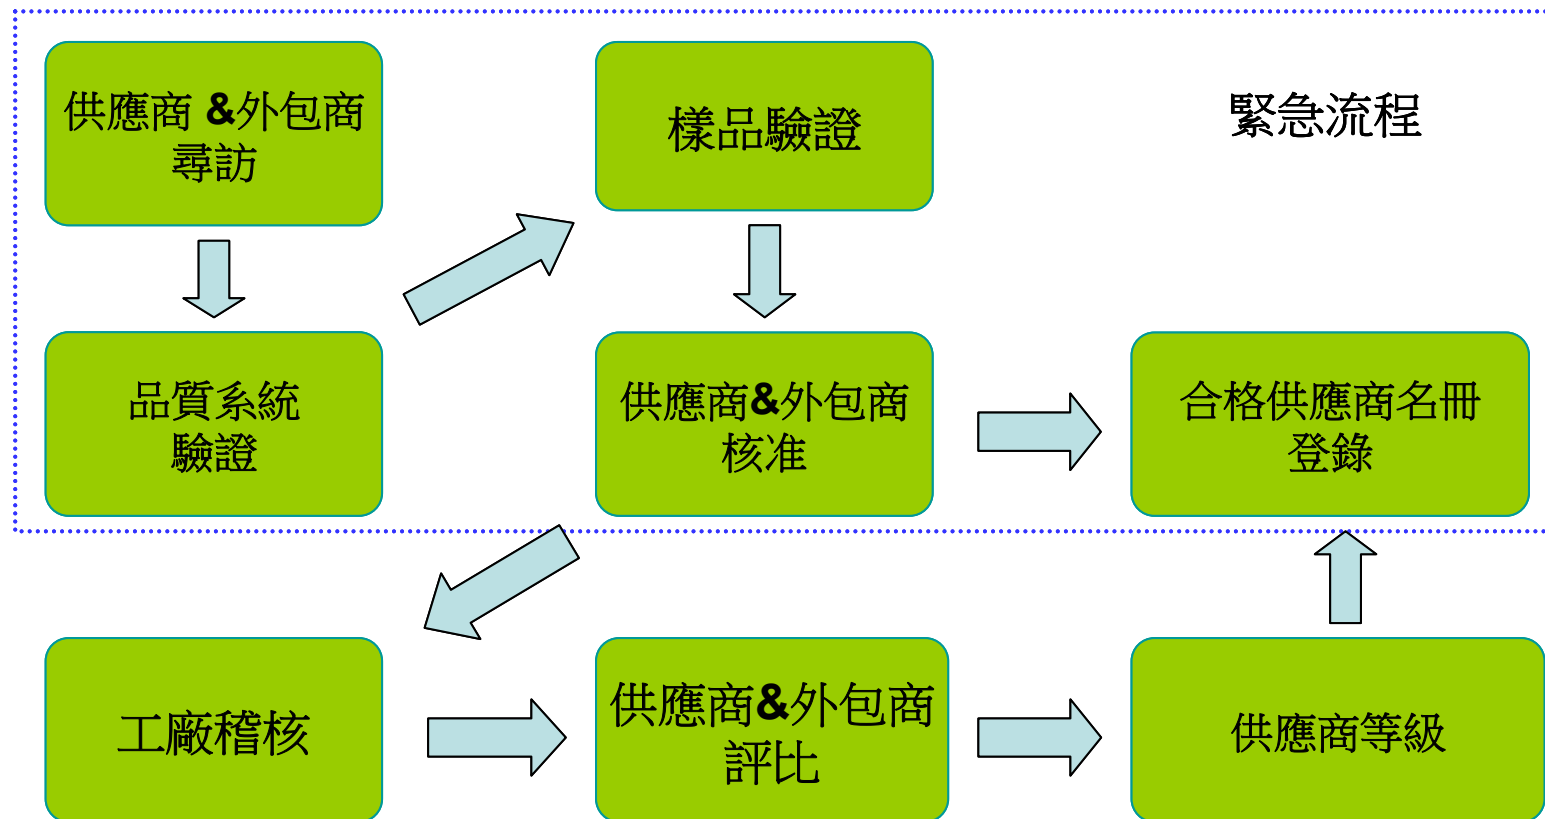 供應商 &外包商
尋訪
樣品驗證
緊急流程
品質系統
驗證
供應商&外包商
核准
合格供應商名冊
登錄
工廠稽核
供應商&外包商
評比
供應商等級